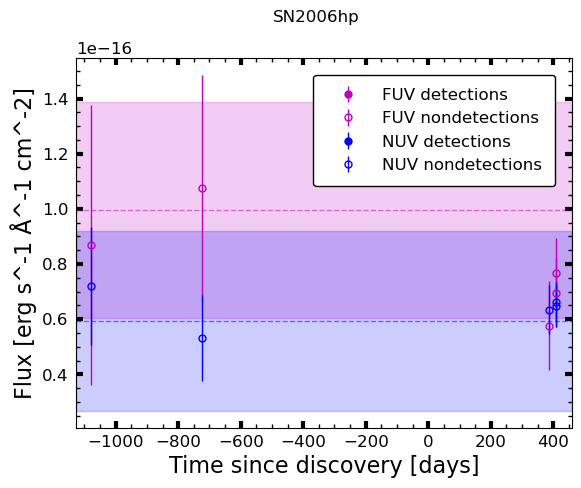 SN2006hp
1e−16
1.4
1.2
1.0
0.8
0.6
0.4
Flux [erg s^-1 Å^-1 cm^-2]
FUV detections
FUV nondetections
NUV detections
NUV nondetections
−1000 −800 −600 −400 −200 0 200 400
Time since discovery [days]